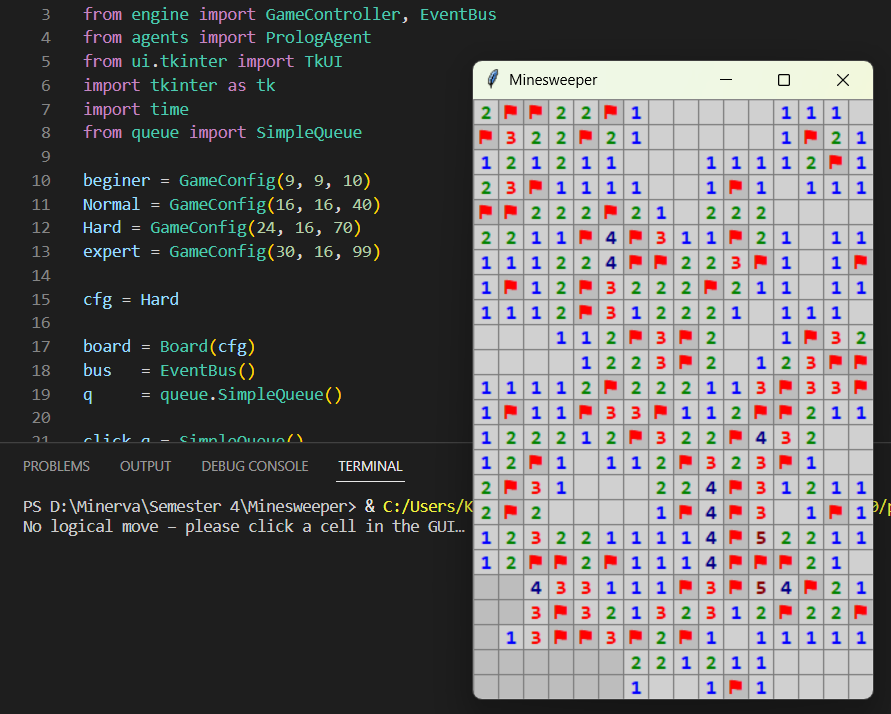 3 from engine import GameController, EventBus
4 from agents import PrologAgent
5 from ui.tkinter import TkUI
6 import tkinter as tk
7 import time
8 from queue import SimpleQueue
9
10 beginer = GameConfig(9, 9, 10)
11 Normal = GameConfig(16, 16, 40)
12 Hard = GameConfig(24, 16, 70)
13 expert = GameConfig(30, 16, 99)
14
15 cfg = Hard
16
17 board = Board(cfg)
18 bus = EventBus()
19 q = queue.SimpleQueue()
20
21 click_q = SimpleQueue()
PROBLEMS OUTPUT DEBUG CONSOLE TERMINAL
PS D:\Minerva\Semester 4\Minesweeper> & C:/Users/
No logical move – please click a cell in the GUI…
Minesweeper
2 2 2 1 1 1 1
3 2 2 2 1 1 2 1
1 2 1 2 1 1 1 1 1 1 2 1
2 3 1 1 1 1 1 1 1 1 1
2 2 2 2 1 2 2 2
2 2 1 1 4 3 1 1 2 1 1 1
1 1 1 2 2 4 2 2 3 1 1
1 1 2 3 2 2 2 2 1 1 1 1
1 1 1 2 3 1 2 2 2 1 1 1 1
1 1 2 3 2 1 3 2
1 2 2 3 2 1 2 3
1 1 1 1 2 2 2 2 1 1 3 3 3
1 1 1 3 3 1 1 2 2 1 1
1 2 2 2 1 2 3 2 2 4 3 2
1 2 1 1 1 2 3 2 3 1
2 3 1 2 2 4 3 1 2 1 1
2 2 1 4 3 1 1
1 2 3 2 2 1 1 1 1 4 5 2 2 1 1
1 2 2 1 1 1 4 2 1
4 3 3 1 1 1 3 5 4 2 1
3 3 2 1 3 2 3 1 2 2 2
1 3 3 2 1 1 1 1 1 1
2 2 1 2 1 1
1 1 1